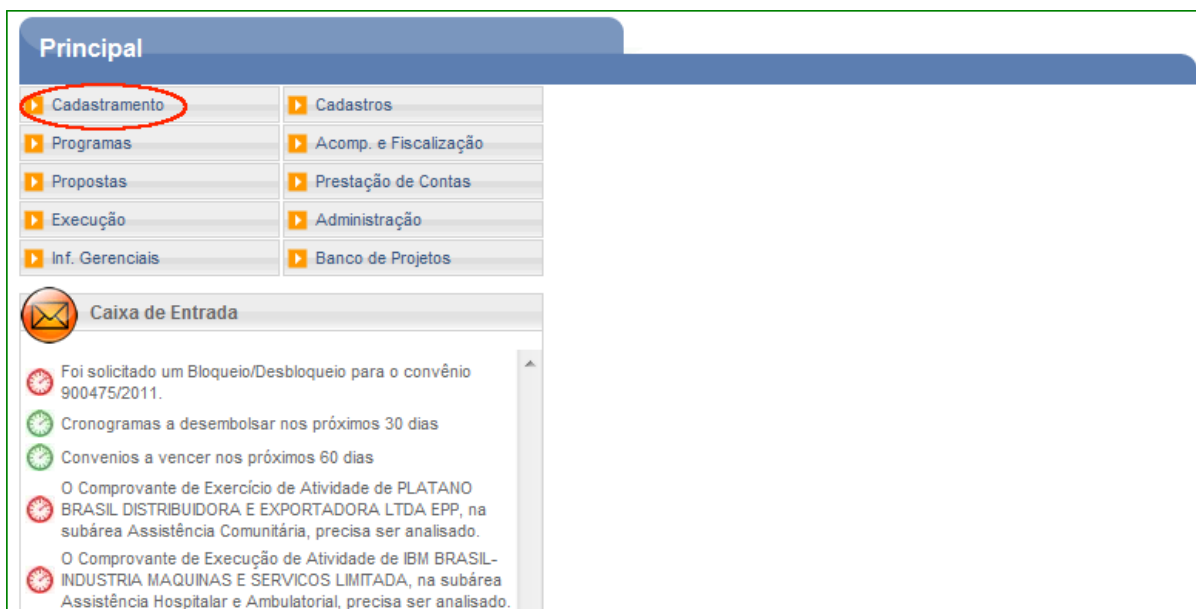 Principal
Cadastramento
Cadastros
Programas
Acomp. e Fiscalização
Propostas
Prestação de Contas
Execução
Administração
Inf. Gerenciais
Banco de Projetos
Caixa de Entrada
Foi solicitado um Bloqueio/Desbloqueio para o convênio
900475/2011.
Cronogramas a desembolsar nos próximos 30 dias
Convenios a vencer nos próximos 60 dias
O Comprovante de Exercício de Atividade de PLATANO
BRASIL DISTRIBUIDORA E EXPORTADORA LTDA EPP, na
subárea Assistência Comunitária, precisa ser analisado.
O Comprovante de Execução de Atividade de IBM BRASIL-
INDUSTRIA MAQUINAS E SERVICOS LIMITADA, na subárea
Assistência Hospitalar e Ambulatorial, precisa ser analisado.